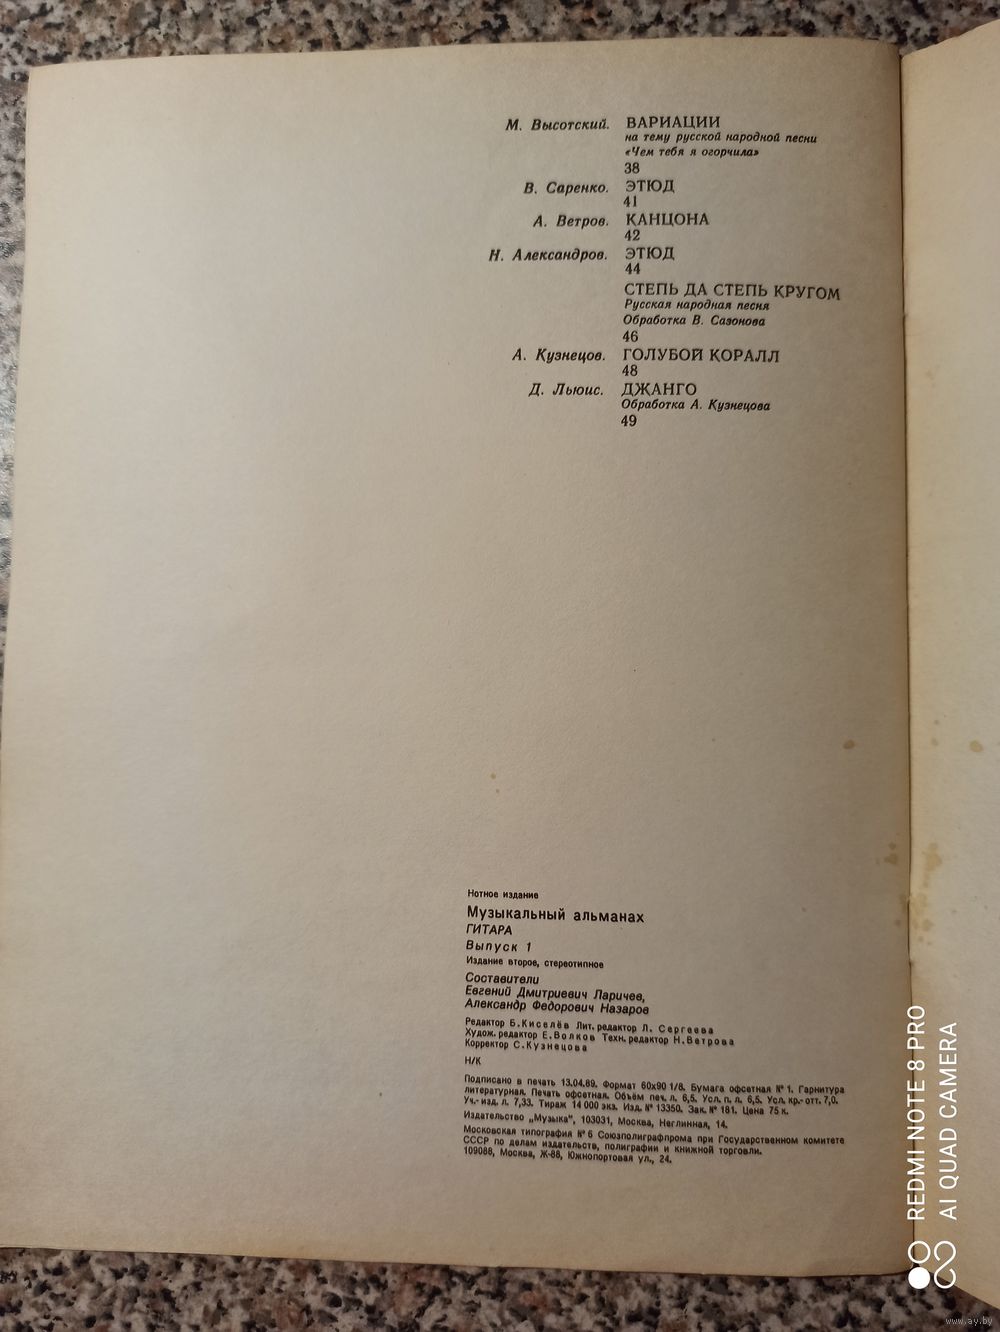 М. Высотский. ВАРИАЦИИ
на тему русской народной песни
«Чем тебя я огорчила»
38
В. Саренко. ЭТЮД
41
А. Ветров. КАНЦОНА
42
Н. Александров. ЭТЮД
44
СТЕПЬ ДА СТЕПЬ КРУГОМ
Русская народная песня
Обработка В. Сазонова
46
А. Кузнецов. ГОЛУБОЙ КОРАЛЛ
48
Д. Льюис. ДЖАНГО
Обработка А. Кузнецова
49
Нотное издание
Музыкальный альманах
ГИТАРА
Выпуск 1
Издание второе, стереотипное
Составители
Евгений Дмитриевич Ларичев,
Александр Федорович Назаров
Редактор Б. Киселёв Лит. редактор Л. Сергеева
Худож. редактор Е. Волков Техн. редактор Н. Ветрова
Корректор С. Кузнецова
Н/К
Подписано в печать 13.04.89. Формат 60х90 1/8. Бумага офсетная № 1. Гарнитура
литературная. Печать офсетная. Объём печ. л. 6,5. Усл. п. л. 6,5. Усл. кр.-отт. 7,0.
Уч.-изд. л. 7,33. Тираж 14 000 экз. Изд. № 13350. Зак. № 181. Цена 75 к.
Издательство „Музыка", 103031, Москва, Неглинная, 14.
Московская типография № 6 Союзполиграфпрома при Государственном комитете
СССР по делам издательств, полиграфии и книжной торговли.
109088, Москва, Ж-88, Южнопортовая ул., 24.
REDMI NOTE 8 PRO
AI QUAD CAMERA
www.ay.by